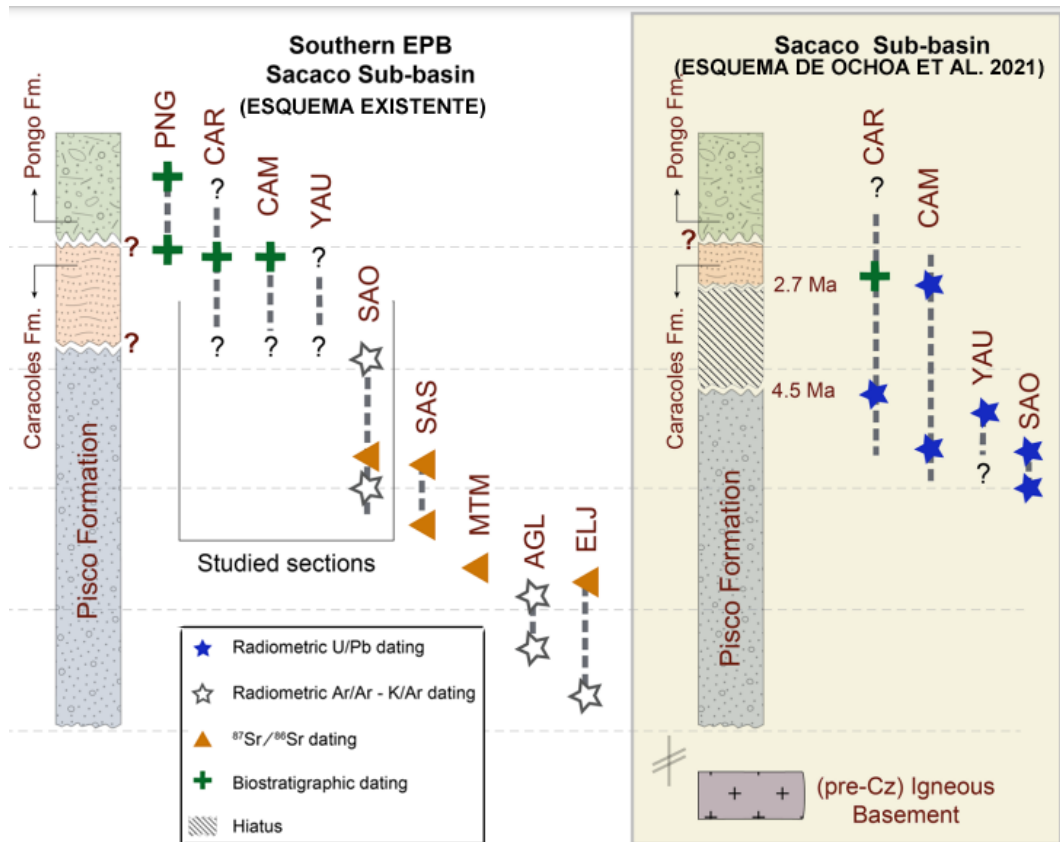 Southern EPB
Sacaco Sub-basin
(ESQUEMA EXISTENTE)
Pongo Fm.
Caracoles Fm.
Pisco Formation
?
?
PNG
CAR
?
?
CAM
?
YAU
?
?
SAO
SAS
MTM
AGL
ELJ
Studied sections
Radiometric U/Pb dating
Radiometric Ar/Ar - K/Ar dating
⁸⁷Sr/⁸⁶Sr dating
Biostratigraphic dating
Hiatus
Sacaco Sub-basin
(ESQUEMA DE OCHOA ET AL. 2021)
Pongo Fm.
Caracoles Fm.
Pisco Formation
?
2.7 Ma
4.5 Ma
CAR
?
CAM
YAU
?
SAO
(pre-Cz) Igneous
Basement